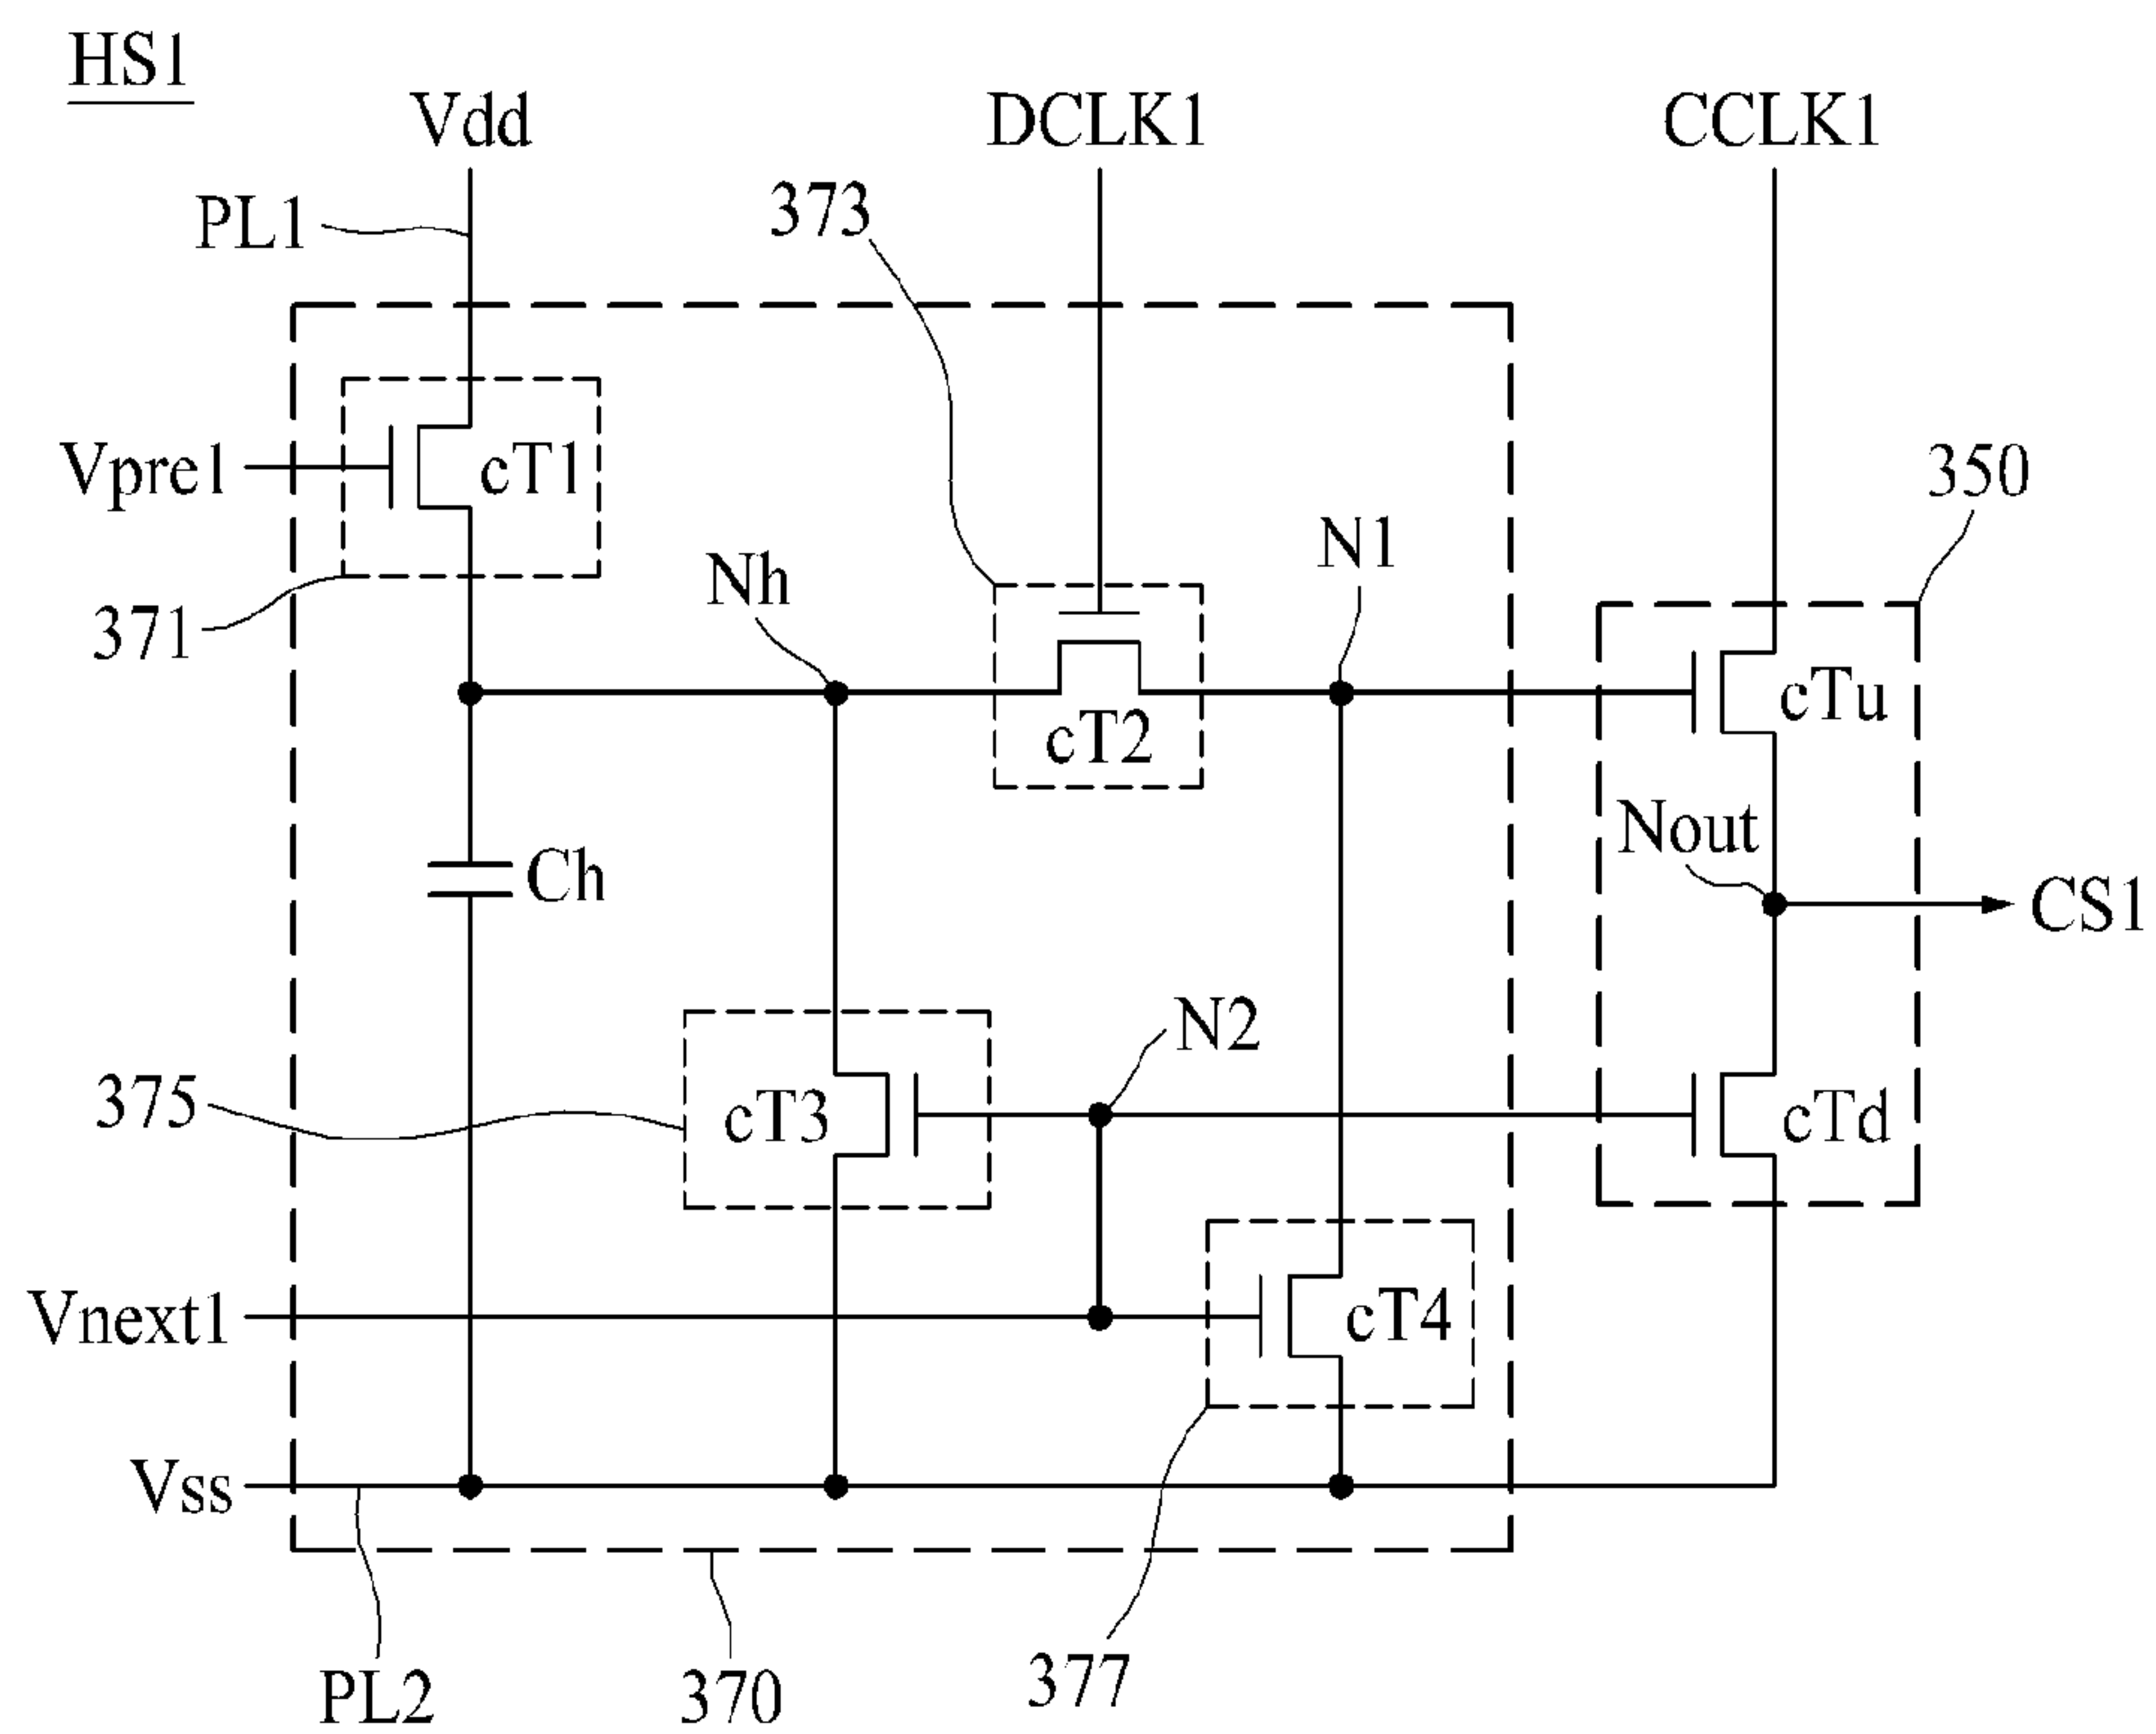 HS1
Vdd
DCLK1
CCLK1
PL1
373
Vpre1
cT1
350
N1
Nh
371
cTu
cT2
Nout
Ch
CS1
N2
375
cT3
cTd
Vnext1
cT4
Vss
377
PL2
370